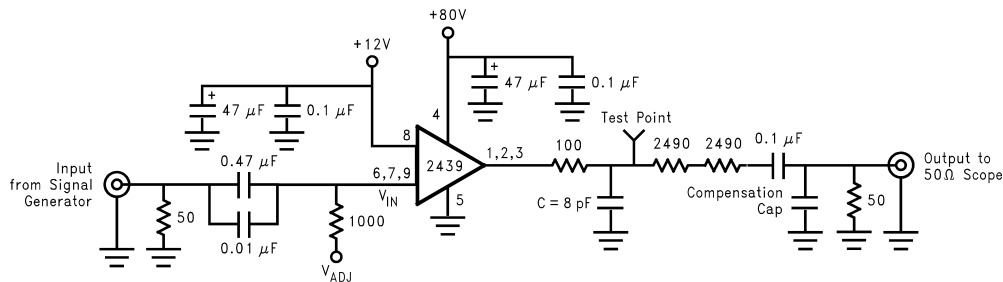 +80V
+12V
+
47 μF
0.1 μF
+
47 μF
0.1 μF
4
8
Test Point
0.47 μF
2439
1,2,3
100
2490
2490
0.1 μF
Input
from Signal
Generator
6,7,9
V_IN
5
Output to
50Ω Scope
50
1000
C = 8 pF
Compensation
Cap
50
0.01 μF
V_ADJ